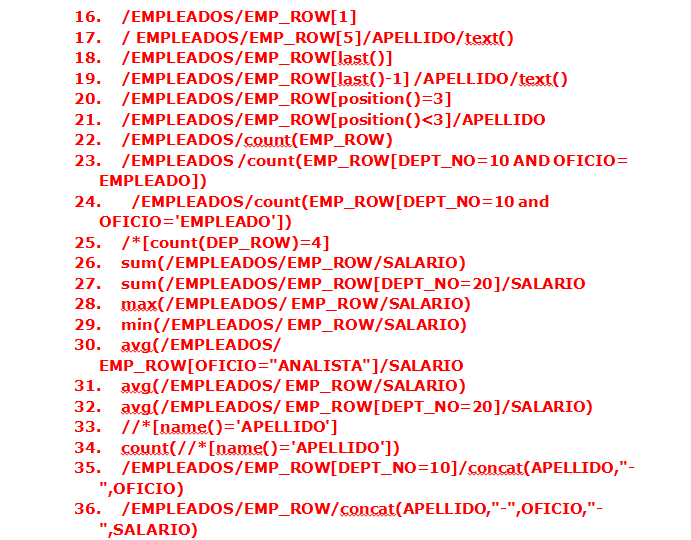 16. /EMPLEADOS/EMP_ROW[1]
17. / EMPLEADOS/EMP_ROW[5]/APELLIDO/text()
18. /EMPLEADOS/EMP_ROW[last()]
19. /EMPLEADOS/EMP_ROW[last()-1] /APELLIDO/text()
20. /EMPLEADOS/EMP_ROW[position()=3]
21. /EMPLEADOS/EMP_ROW[position()<3]/APELLIDO
22. /EMPLEADOS/count(EMP_ROW)
23. /EMPLEADOS /count(EMP_ROW[DEPT_NO=10 AND OFICIO=
EMPLEADO])
24. /EMPLEADOS/count(EMP_ROW[DEPT_NO=10 and
OFICIO='EMPLEADO'])
25. /*[count(DEP_ROW)=4]
26. sum(/EMPLEADOS/EMP_ROW/SALARIO)
27. sum(/EMPLEADOS/EMP_ROW[DEPT_NO=20]/SALARIO
28. max(/EMPLEADOS/ EMP_ROW/SALARIO)
29. min(/EMPLEADOS/ EMP_ROW/SALARIO)
30. avg(/EMPLEADOS/
EMP_ROW[OFICIO="ANALISTA"]/SALARIO
31. avg(/EMPLEADOS/ EMP_ROW/SALARIO)
32. avg(/EMPLEADOS/ EMP_ROW[DEPT_NO=20]/SALARIO)
33. //*[name()='APELLIDO']
34. count(//*[name()='APELLIDO'])
35. /EMPLEADOS/EMP_ROW[DEPT_NO=10]/concat(APELLIDO,"-
",OFICIO)
36. /EMPLEADOS/EMP_ROW/concat(APELLIDO,"-",OFICIO,"-
",SALARIO)